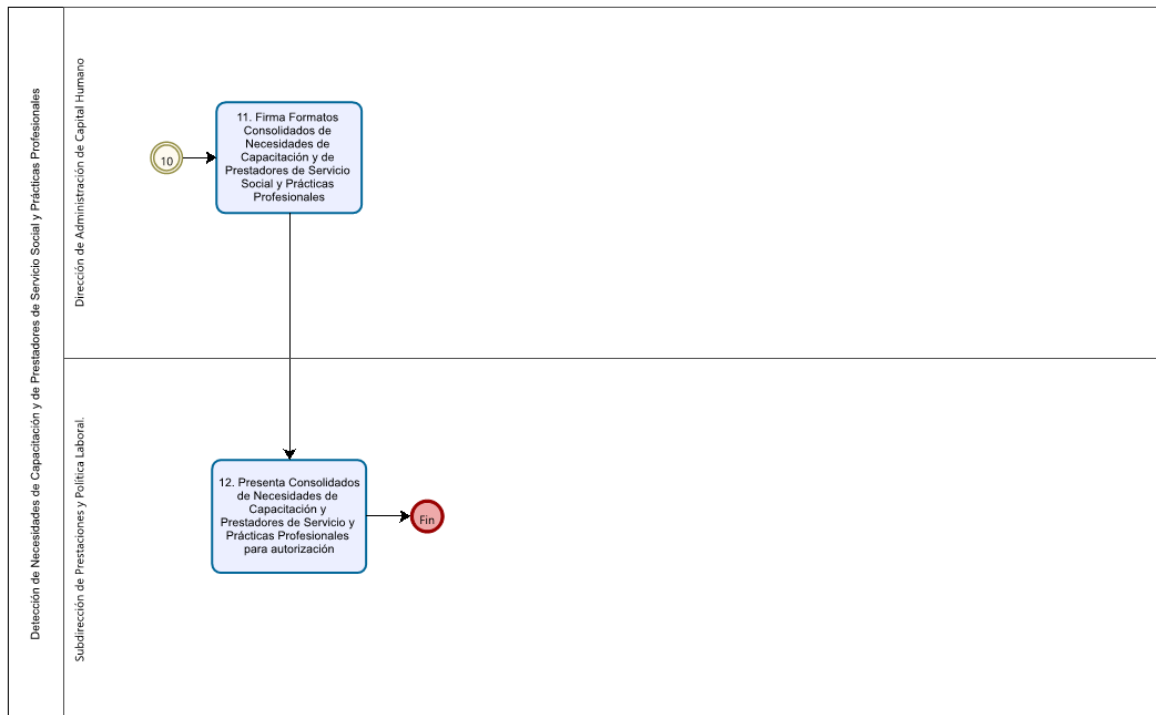 Detección de Necesidades de Capacitación y de Prestadores de Servicio Social y Prácticas Profesionales
Dirección de Administración de Capital Humano
10
11. Firma Formatos
Consolidados de
Necesidades de
Capacitación y de
Prestadores de Servicio
Social y Prácticas
Profesionales
Subdirección de Prestaciones y Política Laboral.
12. Presenta Consolidados
de Necesidades de
Capacitación y
Prestadores de Servicio y
Prácticas Profesionales
para autorización
Fin